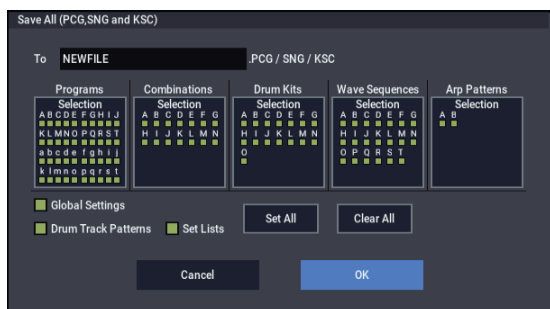 Save All (PCG,SNG and KSC)
To NEWFILE .PCG / SNG / KSC
Programs Combinations Drum Kits Wave Sequences Arp Patterns
Selection Selection Selection Selection Selection
A B C D E F G H I J A B C D E F G A B C D E F G A B C D E F G A B
K L M N O P Q R S T H I J K L M N H I J K L M N H I J K L M N
a b c d e f g h i j O O P Q R S T
k l m n o p q r s t
Global Settings
Drum Track Patterns Set Lists Set All Clear All
Cancel OK